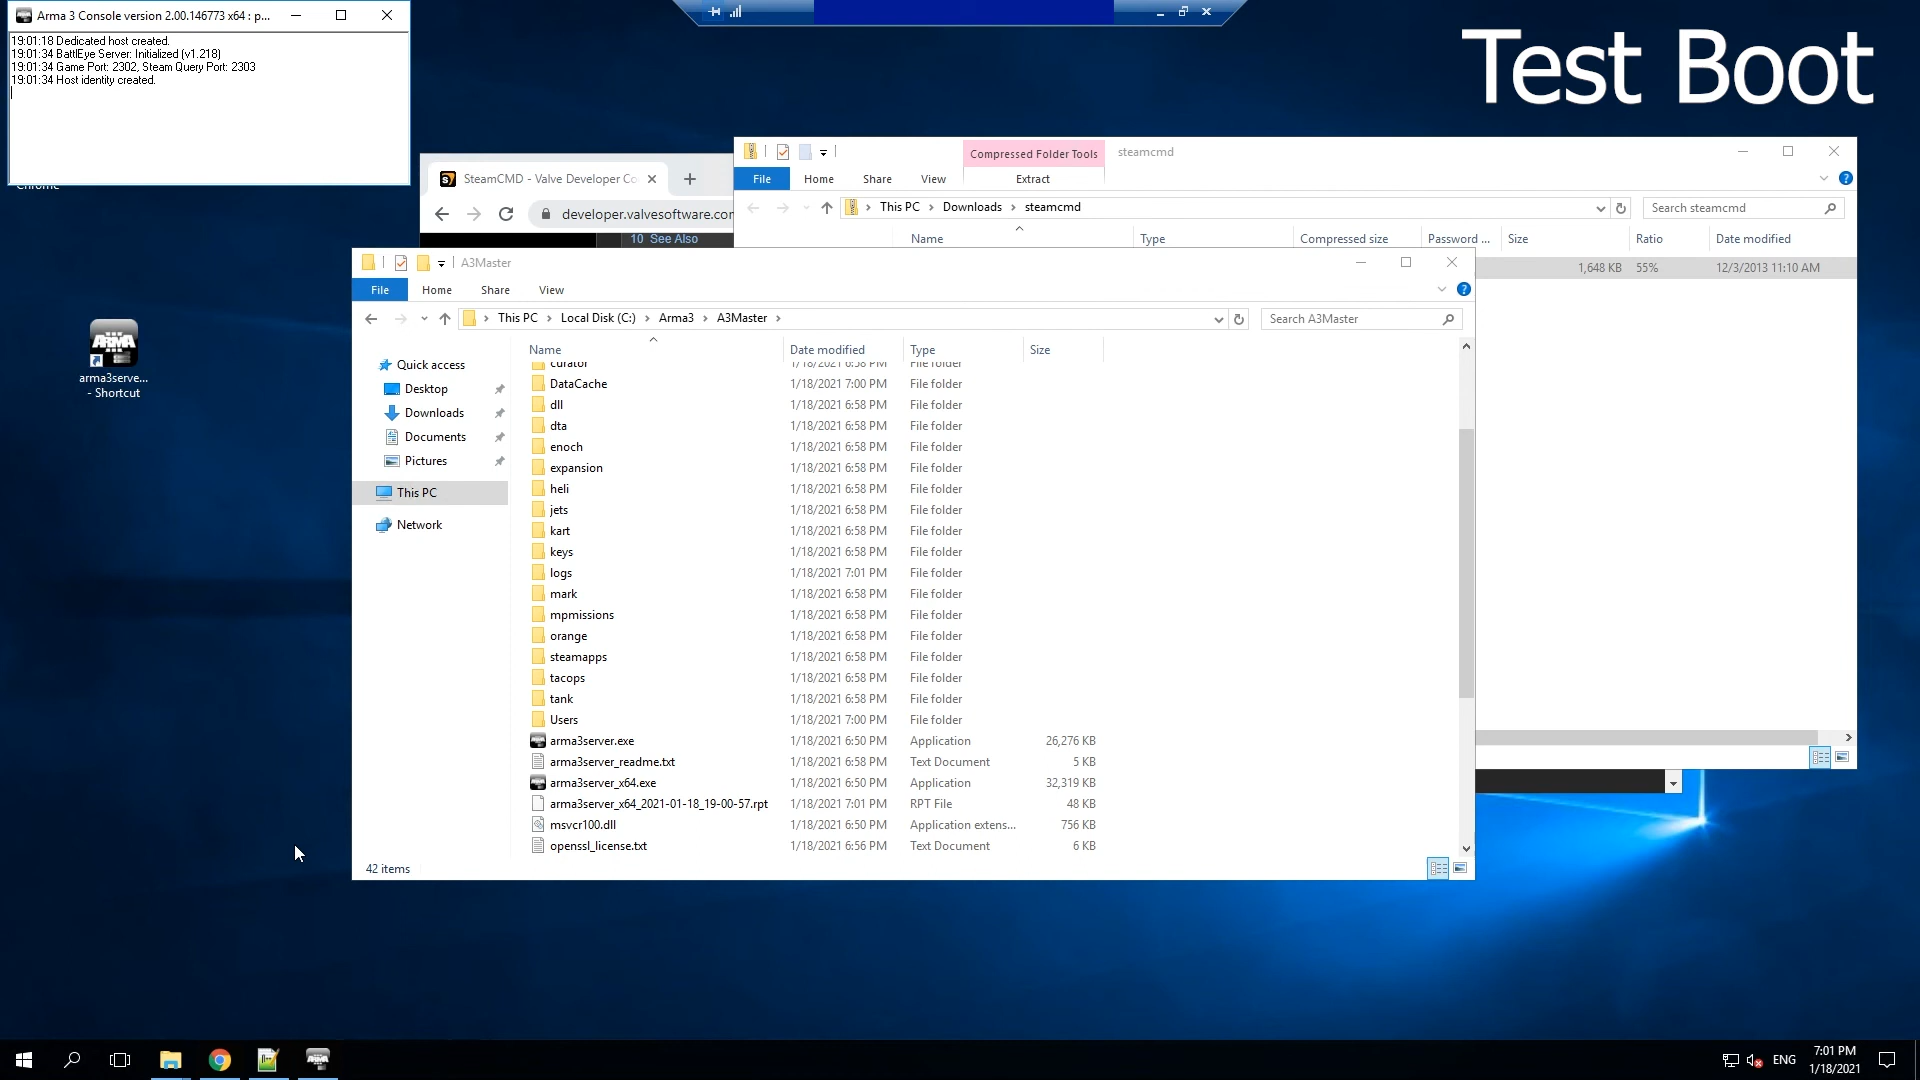 Arma 3 Console version 2.00.146773 x64 : p...
19:01:18 Dedicated host created.
19:01:34 BattlEye Server: Initialized (v1.218)
19:01:34 Game Port: 2302, Steam Query Port: 2303
19:01:34 Host identity created.
Test Boot
Chrome
arma3serve...
- Shortcut
SteamCMD - Valve Developer Co
developer.valvesoftware.com
10 See Also
Compressed Folder Tools
steamcmd
File Home Share View Extract
This PC > Downloads > steamcmd
Search steamcmd
Name Type Compressed size Password ... Size Ratio Date modified
1,648 KB 55% 12/3/2013 11:10 AM
A3Master
File Home Share View
This PC > Local Disk (C:) > Arma3 > A3Master >
Search A3Master
Quick access
Desktop
Downloads
Documents
Pictures
This PC
Network
Name Date modified Type Size
curator 1/18/2021 6:58 PM File folder
DataCache 1/18/2021 7:00 PM File folder
dll 1/18/2021 6:58 PM File folder
dta 1/18/2021 6:58 PM File folder
enoch 1/18/2021 6:58 PM File folder
expansion 1/18/2021 6:58 PM File folder
heli 1/18/2021 6:58 PM File folder
jets 1/18/2021 6:58 PM File folder
kart 1/18/2021 6:58 PM File folder
keys 1/18/2021 6:58 PM File folder
logs 1/18/2021 7:01 PM File folder
mark 1/18/2021 6:58 PM File folder
mpmissions 1/18/2021 6:58 PM File folder
orange 1/18/2021 6:58 PM File folder
steamapps 1/18/2021 6:58 PM File folder
tacops 1/18/2021 6:58 PM File folder
tank 1/18/2021 6:58 PM File folder
Users 1/18/2021 7:00 PM File folder
arma3server.exe 1/18/2021 6:50 PM Application 26,276 KB
arma3server_readme.txt 1/18/2021 6:58 PM Text Document 5 KB
arma3server_x64.exe 1/18/2021 6:50 PM Application 32,319 KB
arma3server_x64_2021-01-18_19-00-57.rpt 1/18/2021 7:01 PM RPT File 48 KB
msvcr100.dll 1/18/2021 6:50 PM Application extens... 756 KB
openssl_license.txt 1/18/2021 6:56 PM Text Document 6 KB
42 items
ENG
7:01 PM
1/18/2021